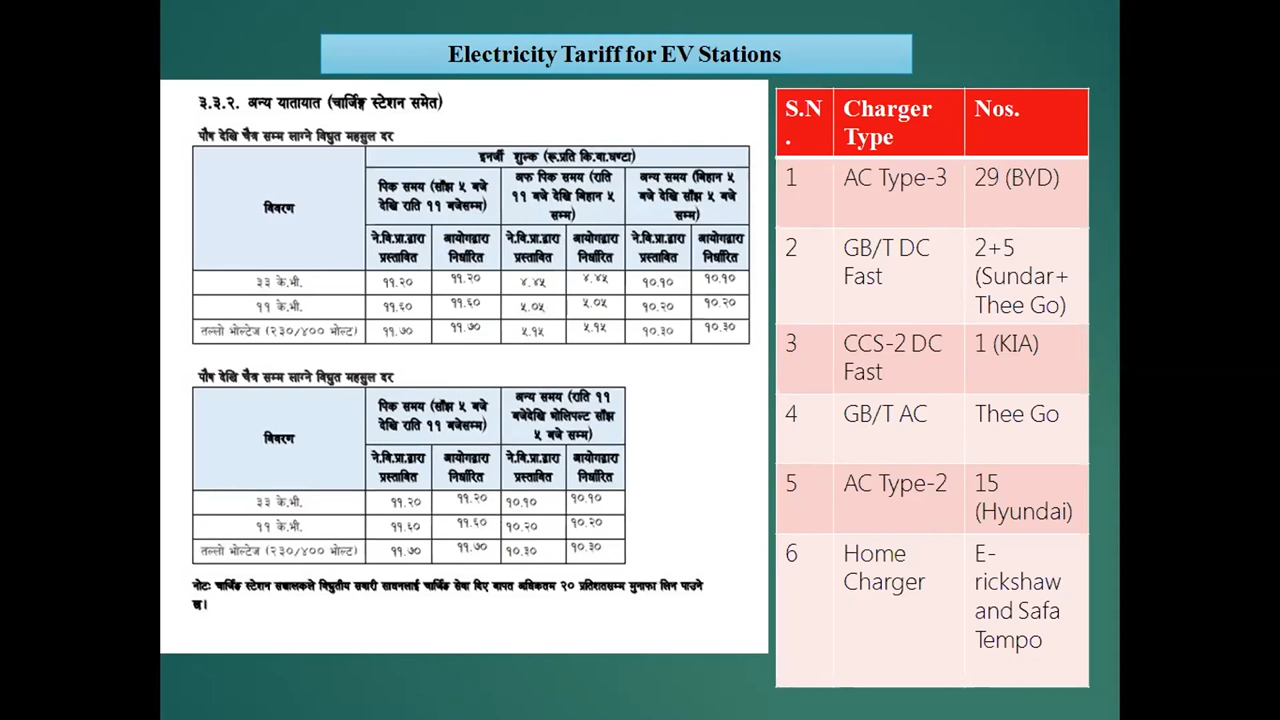 Electricity Tariff for EV Stations
३.३.२. अन्य यातायात (चार्जिङ्ग स्टेशन समेत)
पौष देखि चैत्र सम्म लाग्ने विद्युत महसुल दर
विवरण
इनर्जी शुल्क (रू.प्रति कि.वा.घण्टा)
पिक समय (साँझ ५ बजे
देखि राति ११ बजेसम्म)
अफ पिक समय (राति
११ बजे देखि बिहान ५
सम्म)
अन्य समय (बिहान ५
बजे देखि साँझ ५ बजे
सम्म)
ने.वि.प्रा.द्वारा प्रस्तावित
आयोगद्वारा निर्धारित
ने.वि.प्रा.द्वारा प्रस्तावित
आयोगद्वारा निर्धारित
ने.वि.प्रा.द्वारा प्रस्तावित
आयोगद्वारा निर्धारित
३३ के.भी. ११.२० ११.२० ४.४५ ४.४५ १०.१० १०.१०
११ के.भी. ११.६० ११.६० ५.०५ ५.०५ १०.२० १०.२०
तल्लो भोल्टेज (२३०/४०० भोल्ट) ११.७० ११.७० ५.१५ ५.१५ १०.३० १०.३०
पौष देखि चैत्र सम्म लाग्ने विद्युत महसुल दर
विवरण
पिक समय (साँझ ५ बजे
देखि राति ११ बजेसम्म)
अन्य समय (राति ११
बजेदेखि भोलिपल्ट साँझ
५ बजे सम्म)
ने.वि.प्रा.द्वारा प्रस्तावित
आयोगद्वारा निर्धारित
ने.वि.प्रा.द्वारा प्रस्तावित
आयोगद्वारा निर्धारित
३३ के.भी. ११.२० ११.२० १०.१० १०.१०
११ के.भी. ११.६० ११.६० १०.२० १०.२०
तल्लो भोल्टेज (२३०/४०० भोल्ट) ११.७० ११.७० १०.३० १०.३०
नोटः चार्जिङ स्टेशन सञ्चालकले विद्युतीय सवारी साधनलाई चार्जिङ सेवा दिए बापत अधिकतम २० प्रतिशतसम्म मुनाफा लिन पाउने
छ।
S.N. Charger Type Nos.
1 AC Type-3 29 (BYD)
2 GB/T DC Fast 2+5 (Sundar+ Thee Go)
3 CCS-2 DC Fast 1 (KIA)
4 GB/T AC Thee Go
5 AC Type-2 15 (Hyundai)
6 Home Charger E-rickshaw and Safa Tempo